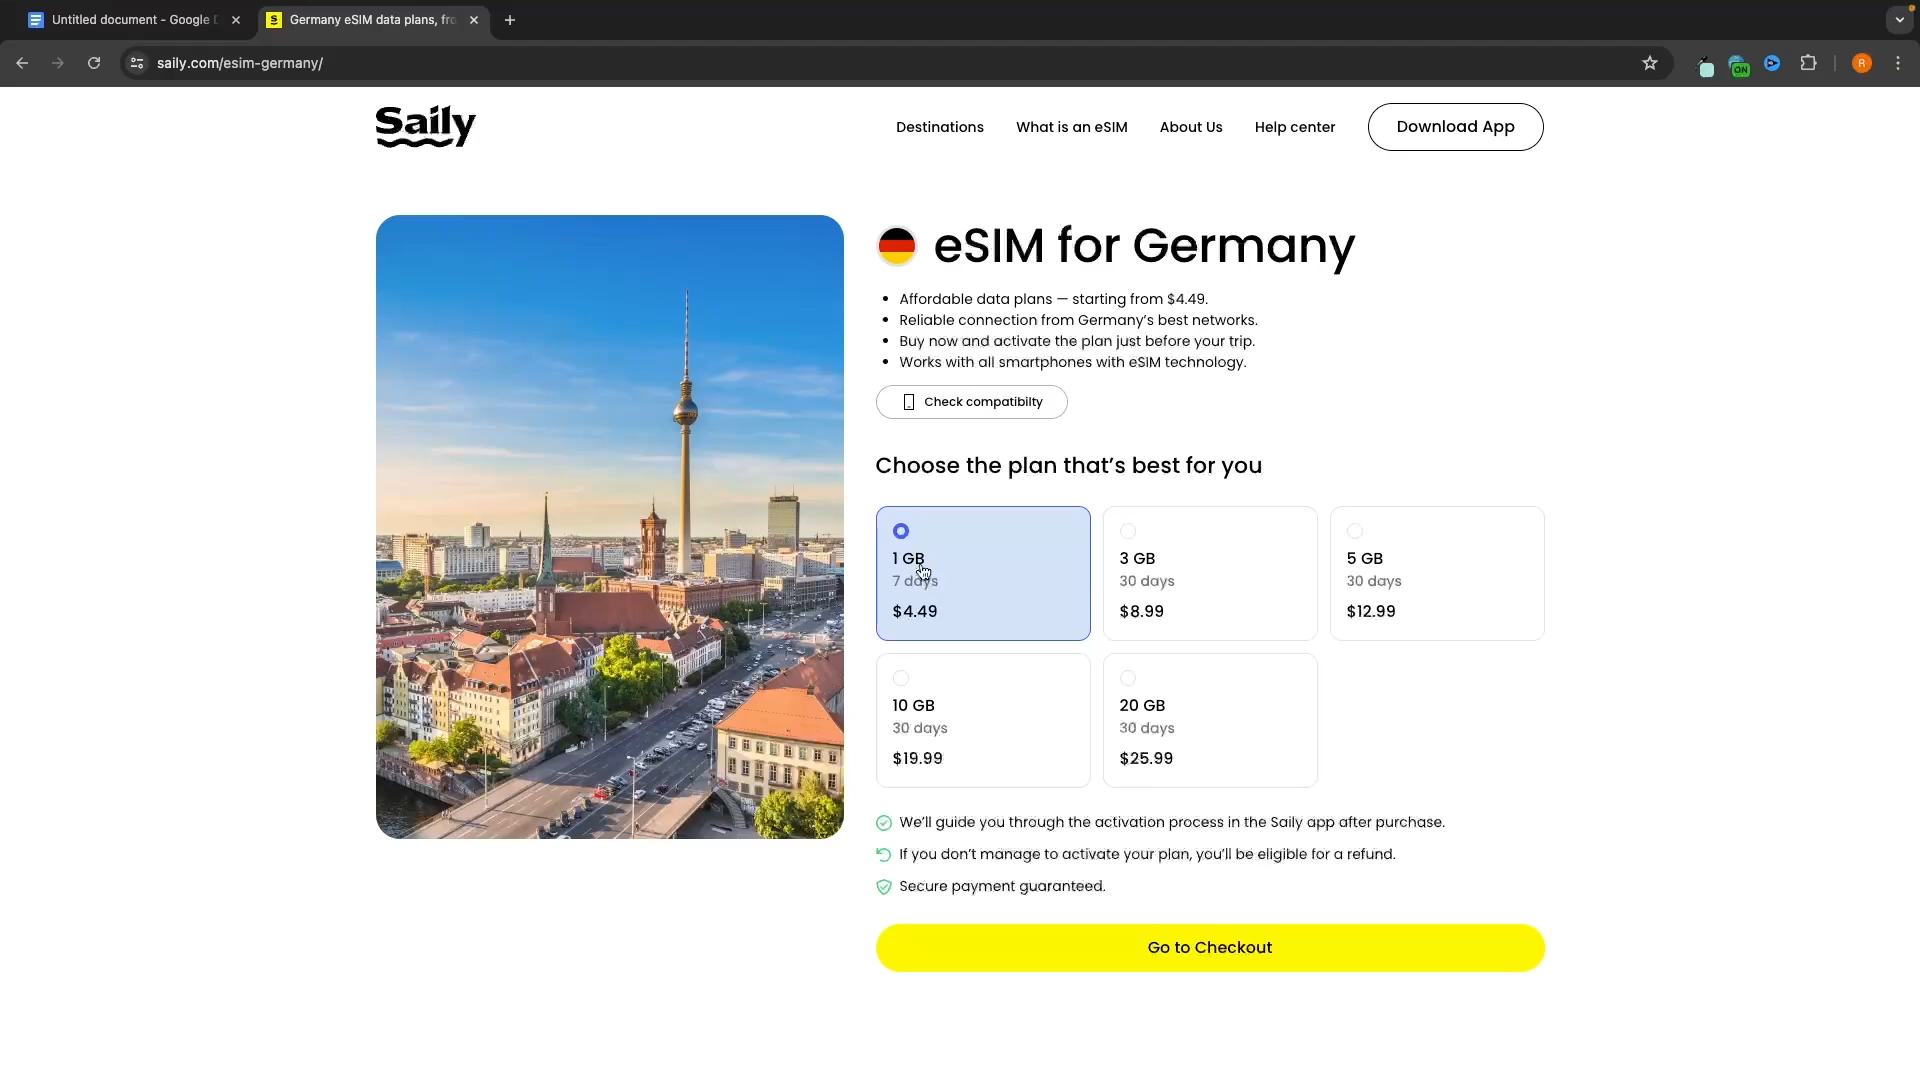 Untitled document - Google D
Germany eSIM data plans, fro
saily.com/esim-germany/
ON
R
Saily
Destinations
What is an eSIM
About Us
Help center
Download App
eSIM for Germany
Affordable data plans — starting from $4.49.
Reliable connection from Germany's best networks.
Buy now and activate the plan just before your trip.
Works with all smartphones with eSIM technology.
Check compatibilty
Choose the plan that's best for you
1 GB
7 days
$4.49
3 GB
30 days
$8.99
5 GB
30 days
$12.99
10 GB
30 days
$19.99
20 GB
30 days
$25.99
We'll guide you through the activation process in the Saily app after purchase.
If you don't manage to activate your plan, you'll be eligible for a refund.
Secure payment guaranteed.
Go to Checkout